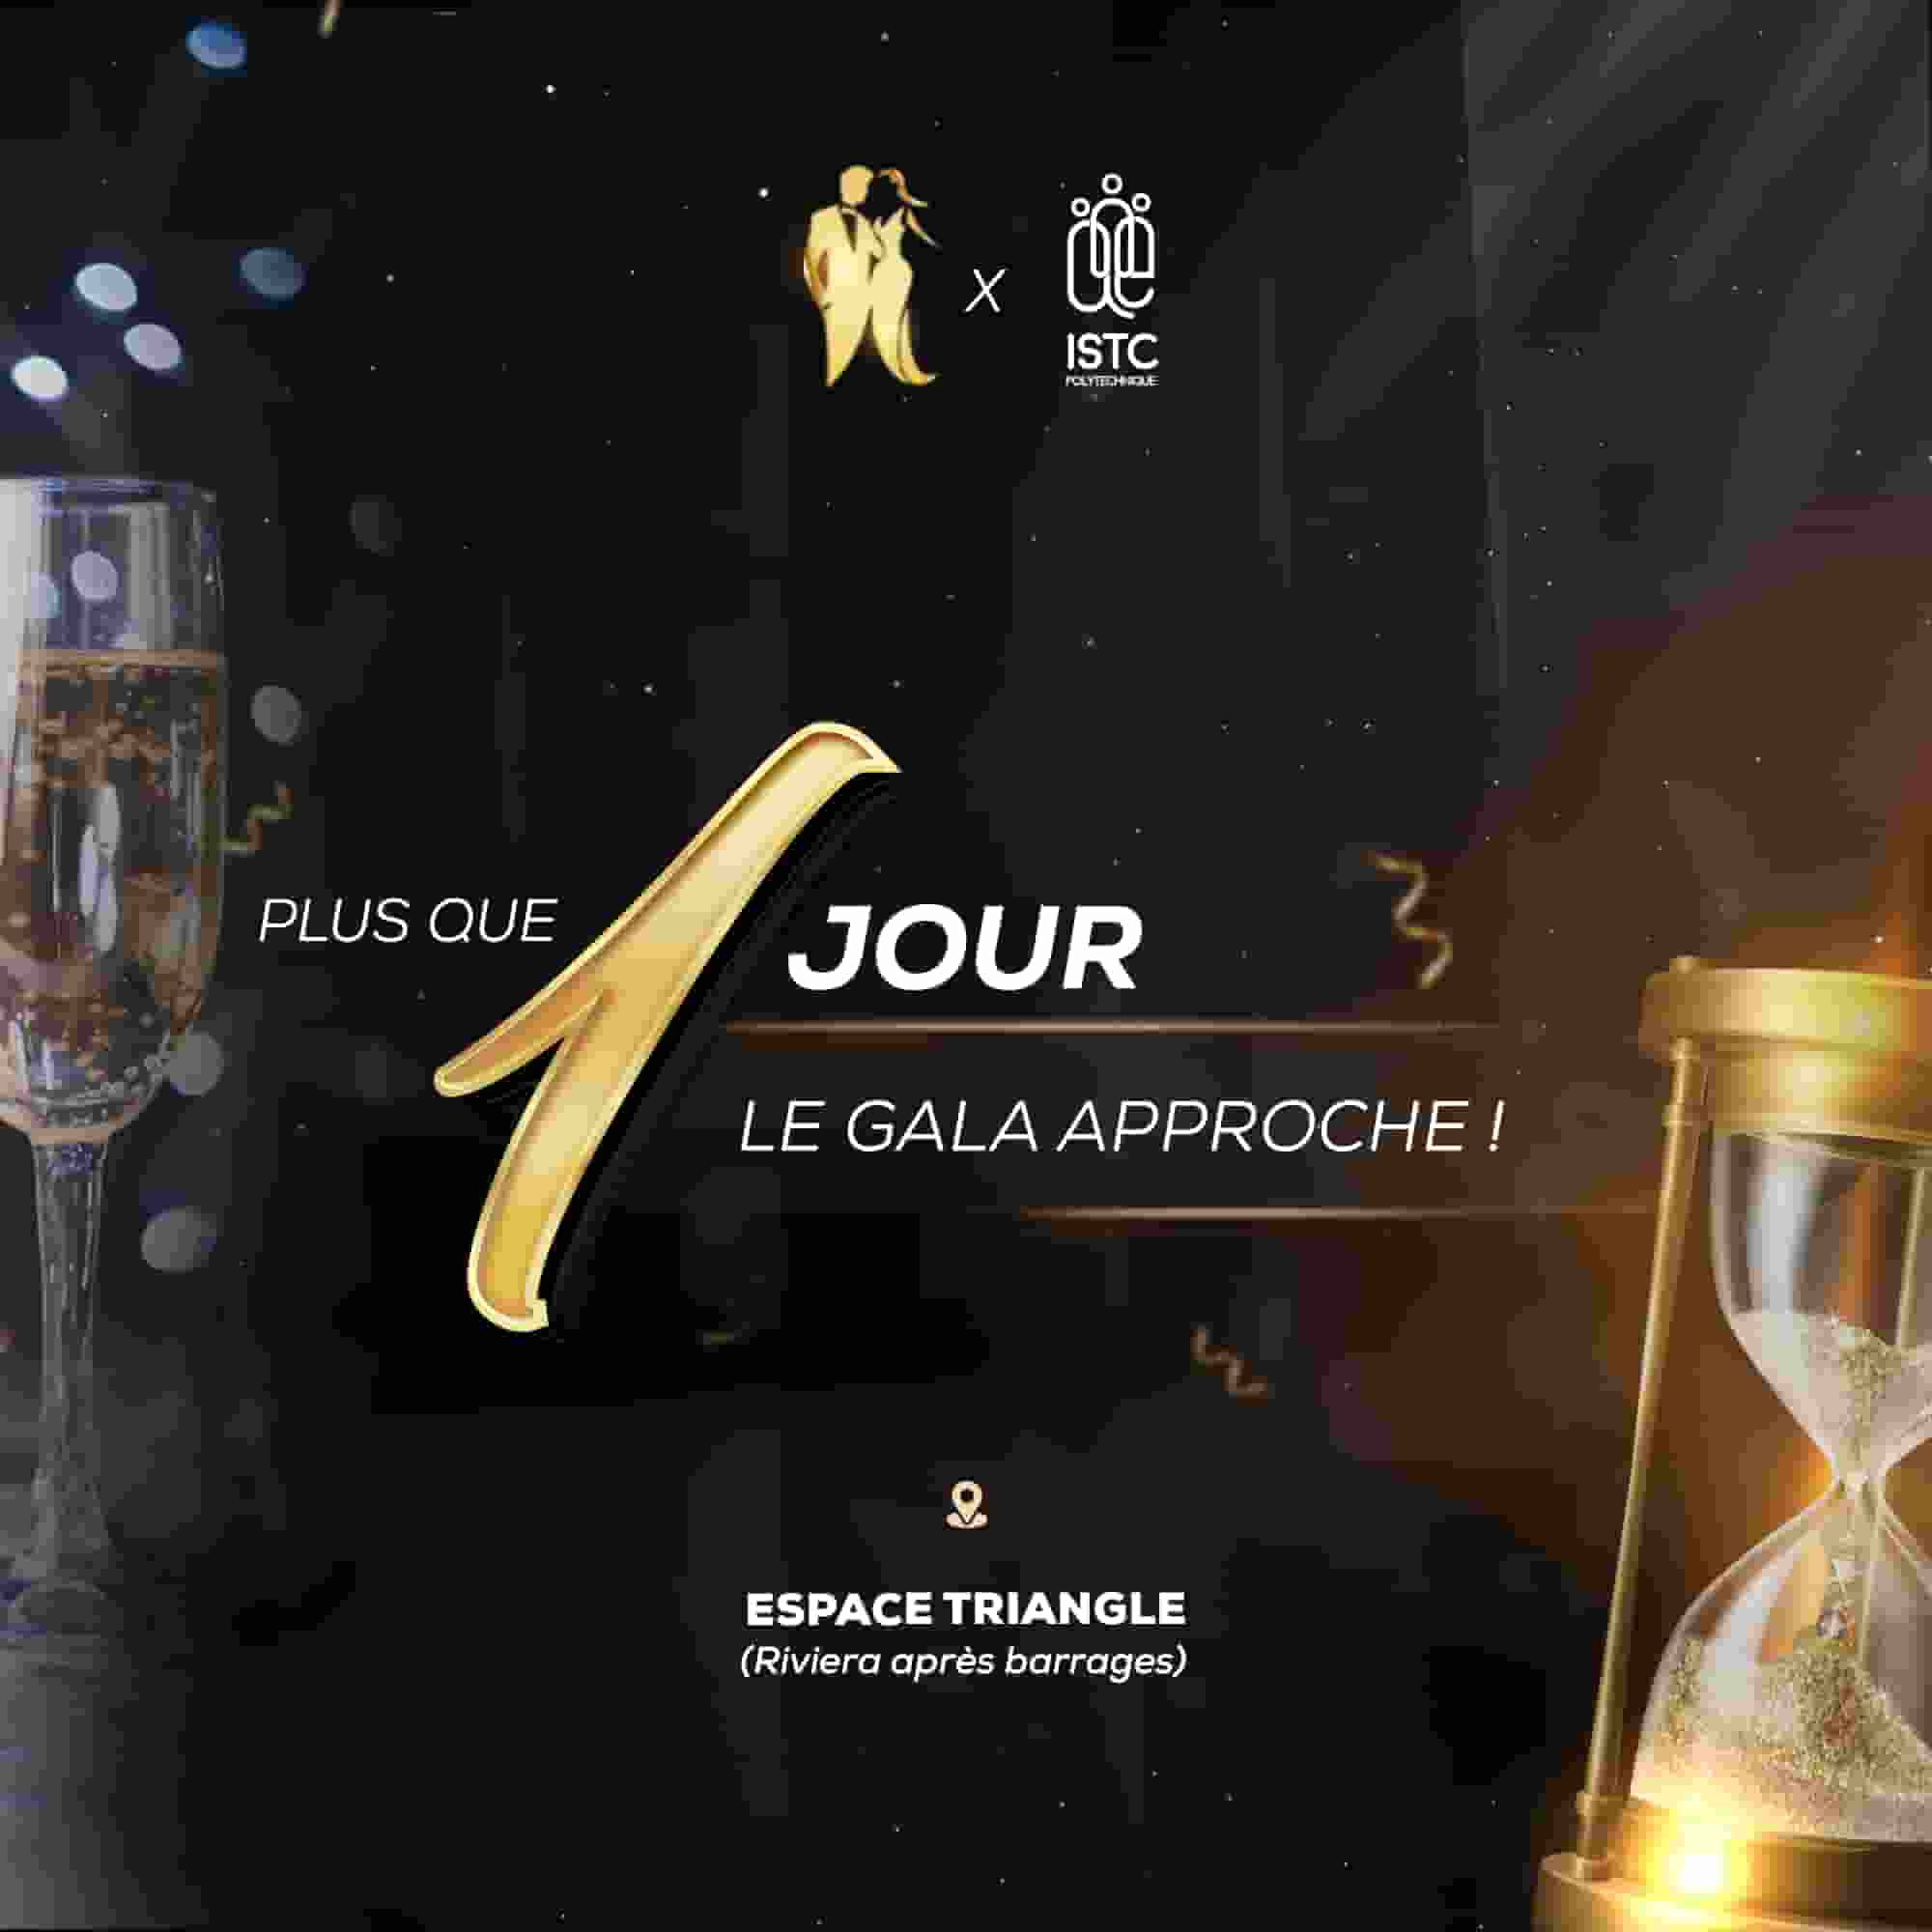 X
ISTC
POLYTECHNIQUE
PLUS QUE 1 JOUR
LE GALA APPROCHE !
ESPACE TRIANGLE
(Riviera après barrages)